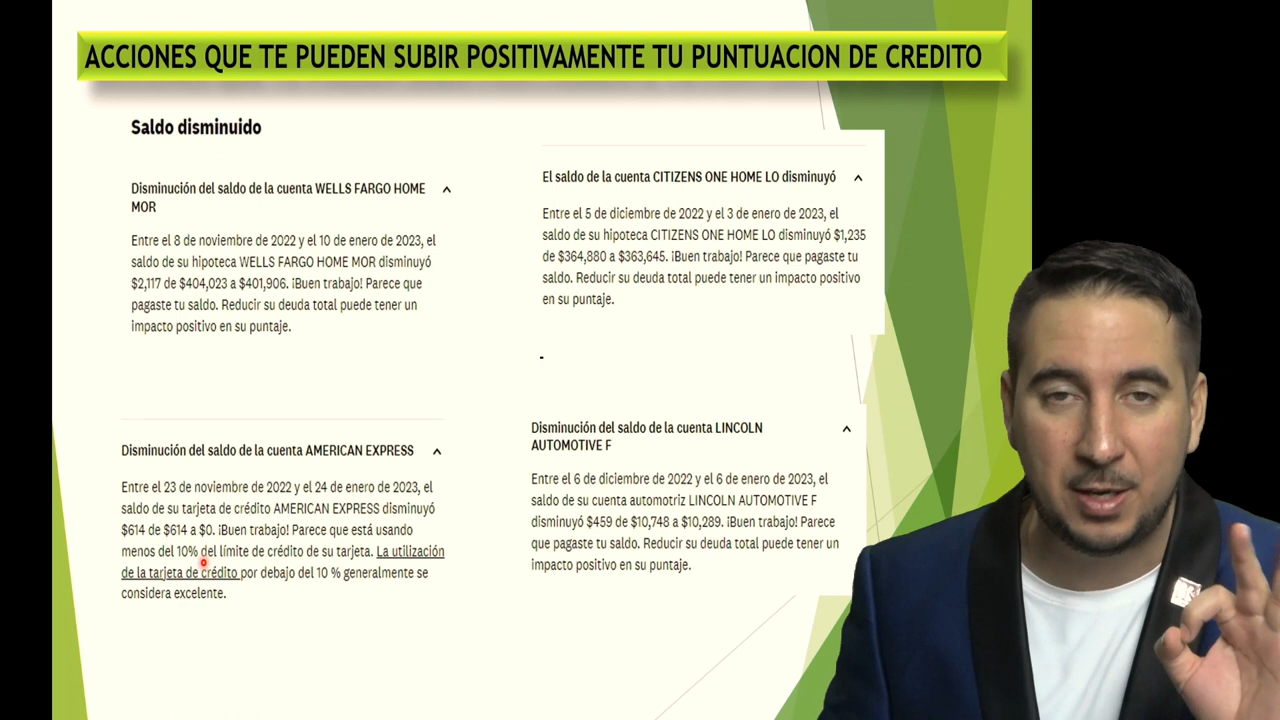 ACCIONES QUE TE PUEDEN SUBIR POSITIVAMENTE TU PUNTUACION DE CREDITO
Saldo disminuido
Disminución del saldo de la cuenta WELLS FARGO HOME
MOR
Entre el 8 de noviembre de 2022 y el 10 de enero de 2023, el
saldo de su hipoteca WELLS FARGO HOME MOR disminuyó
$2,117 de $404,023 a $401,906. ¡Buen trabajo! Parece que
pagaste tu saldo. Reducir su deuda total puede tener un
impacto positivo en su puntaje.
El saldo de la cuenta CITIZENS ONE HOME LO disminuyó
Entre el 5 de diciembre de 2022 y el 3 de enero de 2023, el
saldo de su hipoteca CITIZENS ONE HOME LO disminuyó $1,235
de $364,880 a $363,645. ¡Buen trabajo! Parece que pagaste tu
saldo. Reducir su deuda total puede tener un impacto positivo
en su puntaje.
-
Disminución del saldo de la cuenta AMERICAN EXPRESS
Entre el 23 de noviembre de 2022 y el 24 de enero de 2023, el
saldo de su tarjeta de crédito AMERICAN EXPRESS disminuyó
$614 de $614 a $0. ¡Buen trabajo! Parece que está usando
menos del 10% del límite de crédito de su tarjeta. La utilización
de la tarjeta de crédito por debajo del 10 % generalmente se
considera excelente.
Disminución del saldo de la cuenta LINCOLN
AUTOMOTIVE F
Entre el 6 de diciembre de 2022 y el 6 de enero de 2023, el
saldo de su cuenta automotriz LINCOLN AUTOMOTIVE F
disminuyó $459 de $10,748 a $10,289. ¡Buen trabajo! Parece
que pagaste tu saldo. Reducir su deuda total puede tener un
impacto positivo en su puntaje.